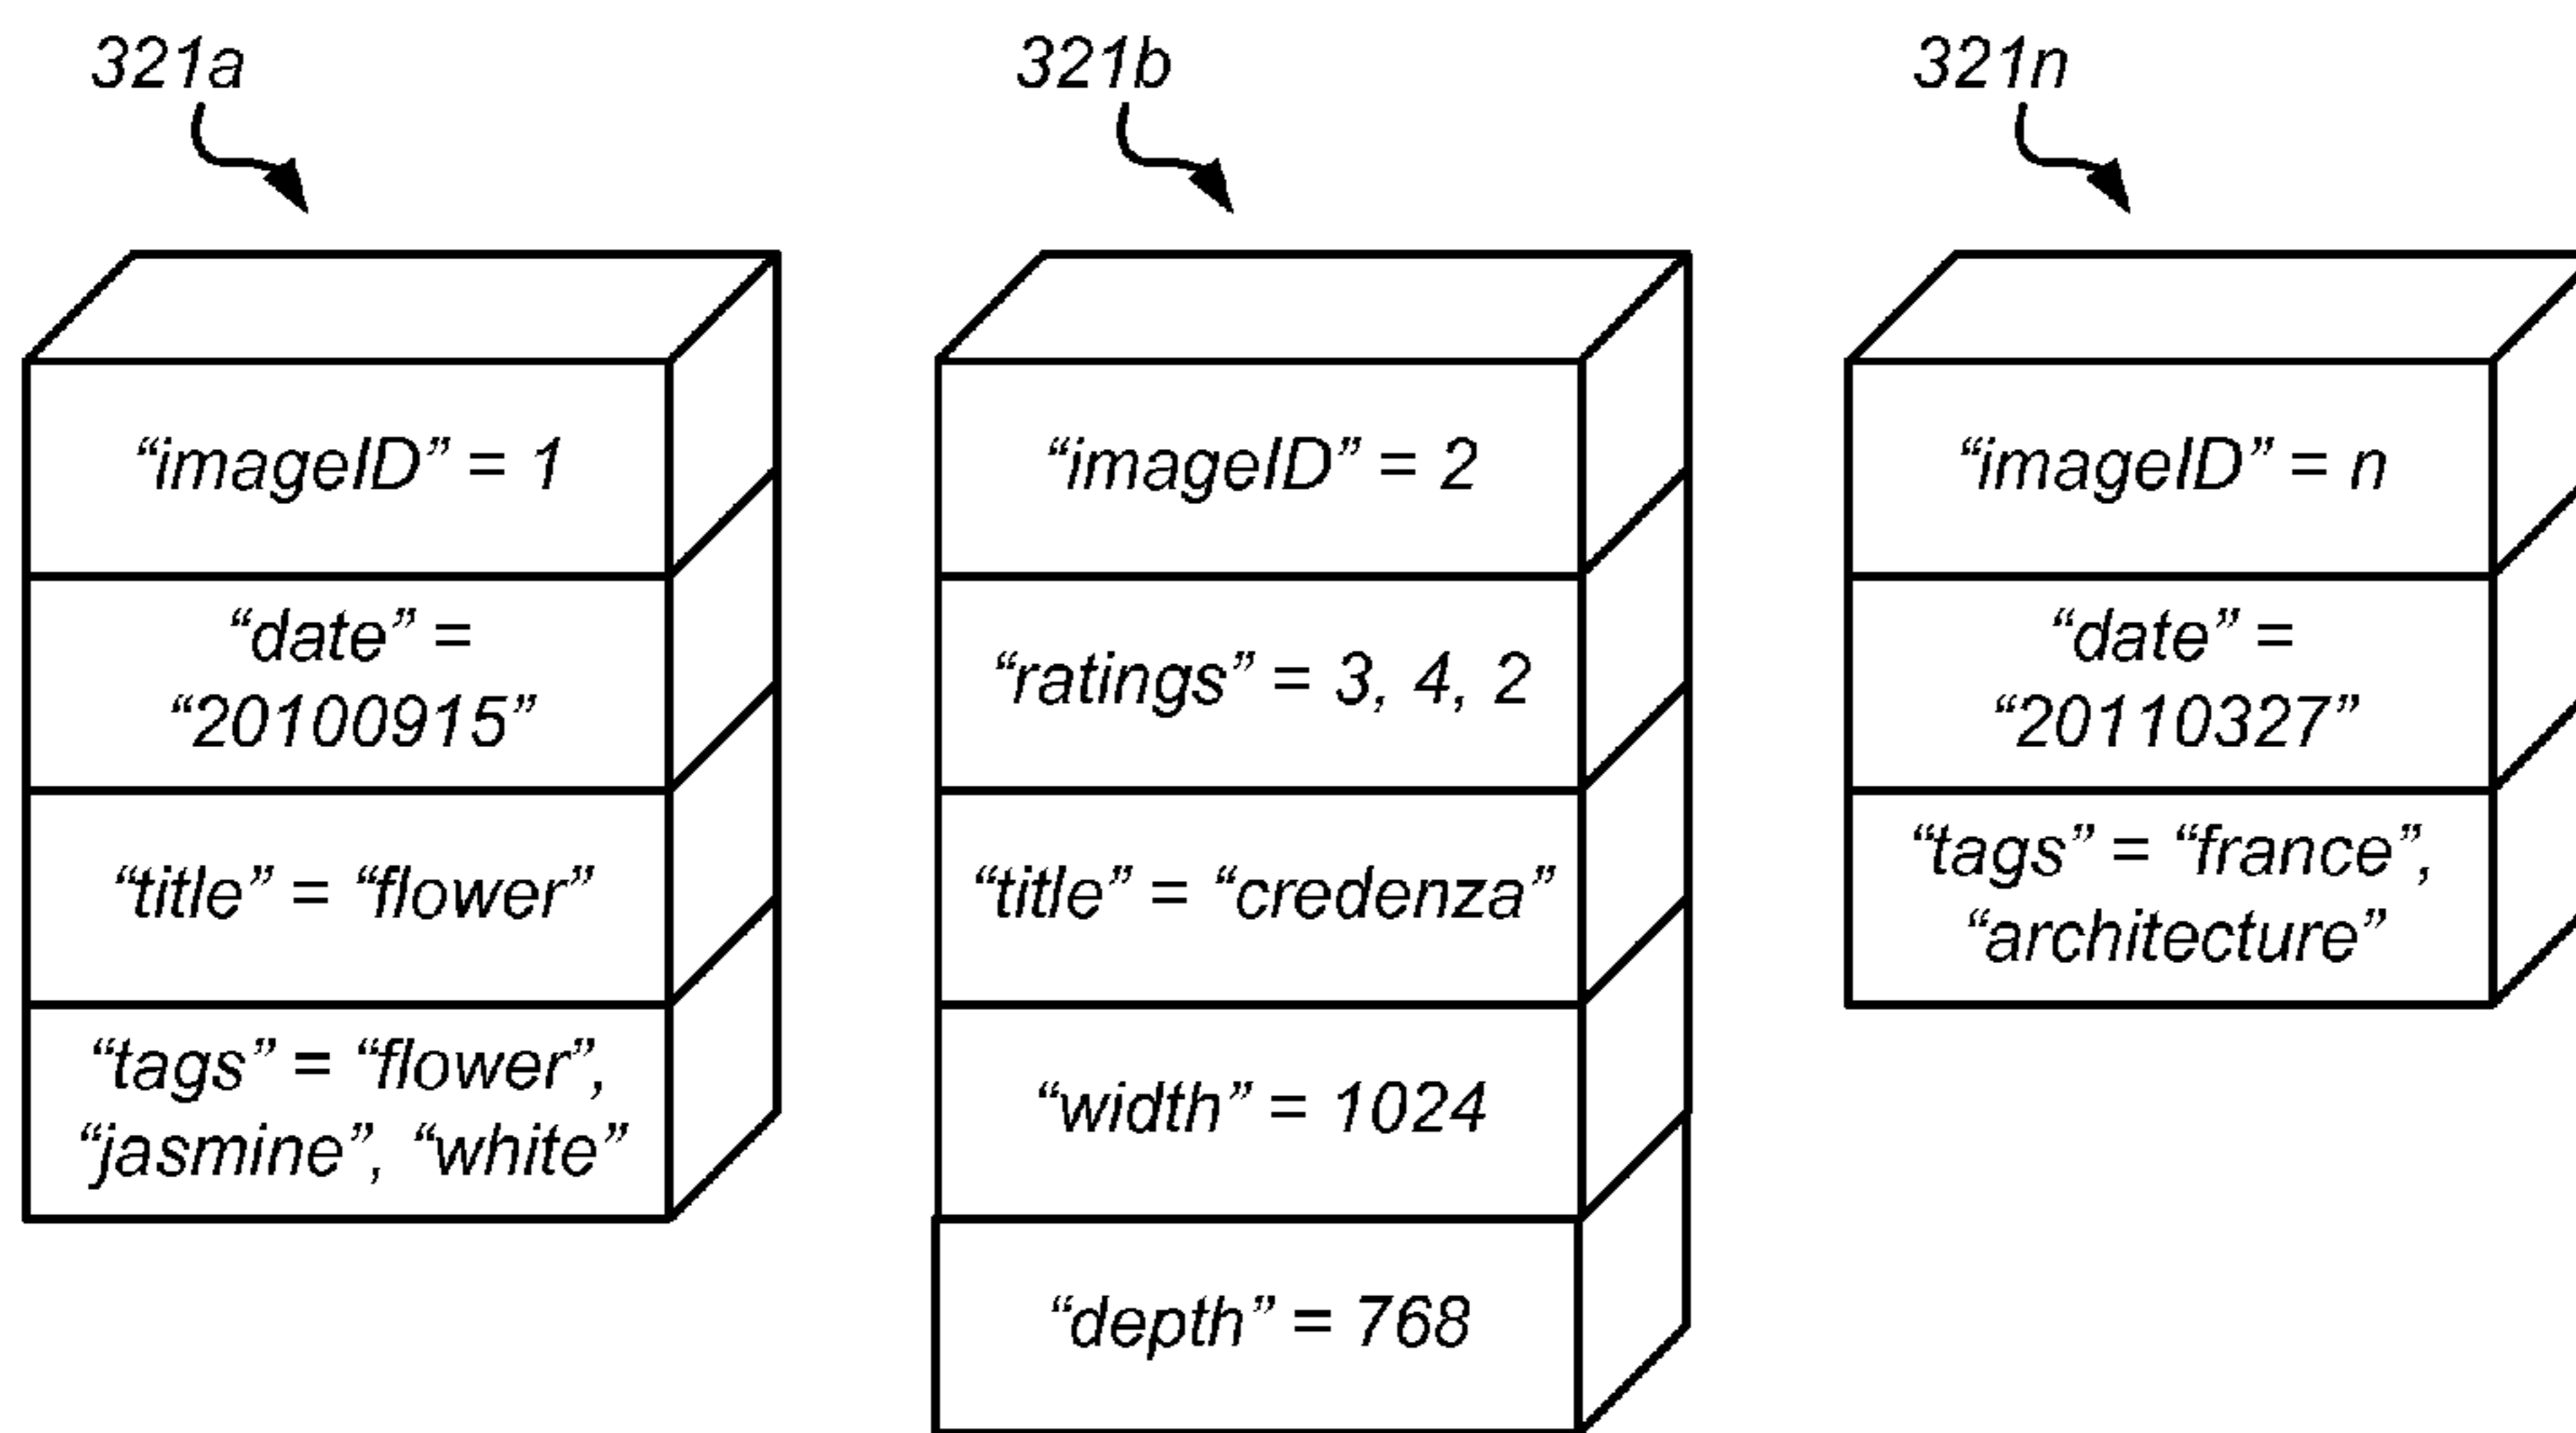 321a
“imageID” = 1
“date” =
“20100915”
“title” = “flower”
“tags” = “flower”,
“jasmine”, “white”
321b
“imageID” = 2
“ratings” = 3, 4, 2
“title” = “credenza”
“width” = 1024
“depth” = 768
321n
“imageID” = n
“date” =
“20110327”
“tags” = “france”,
“architecture”